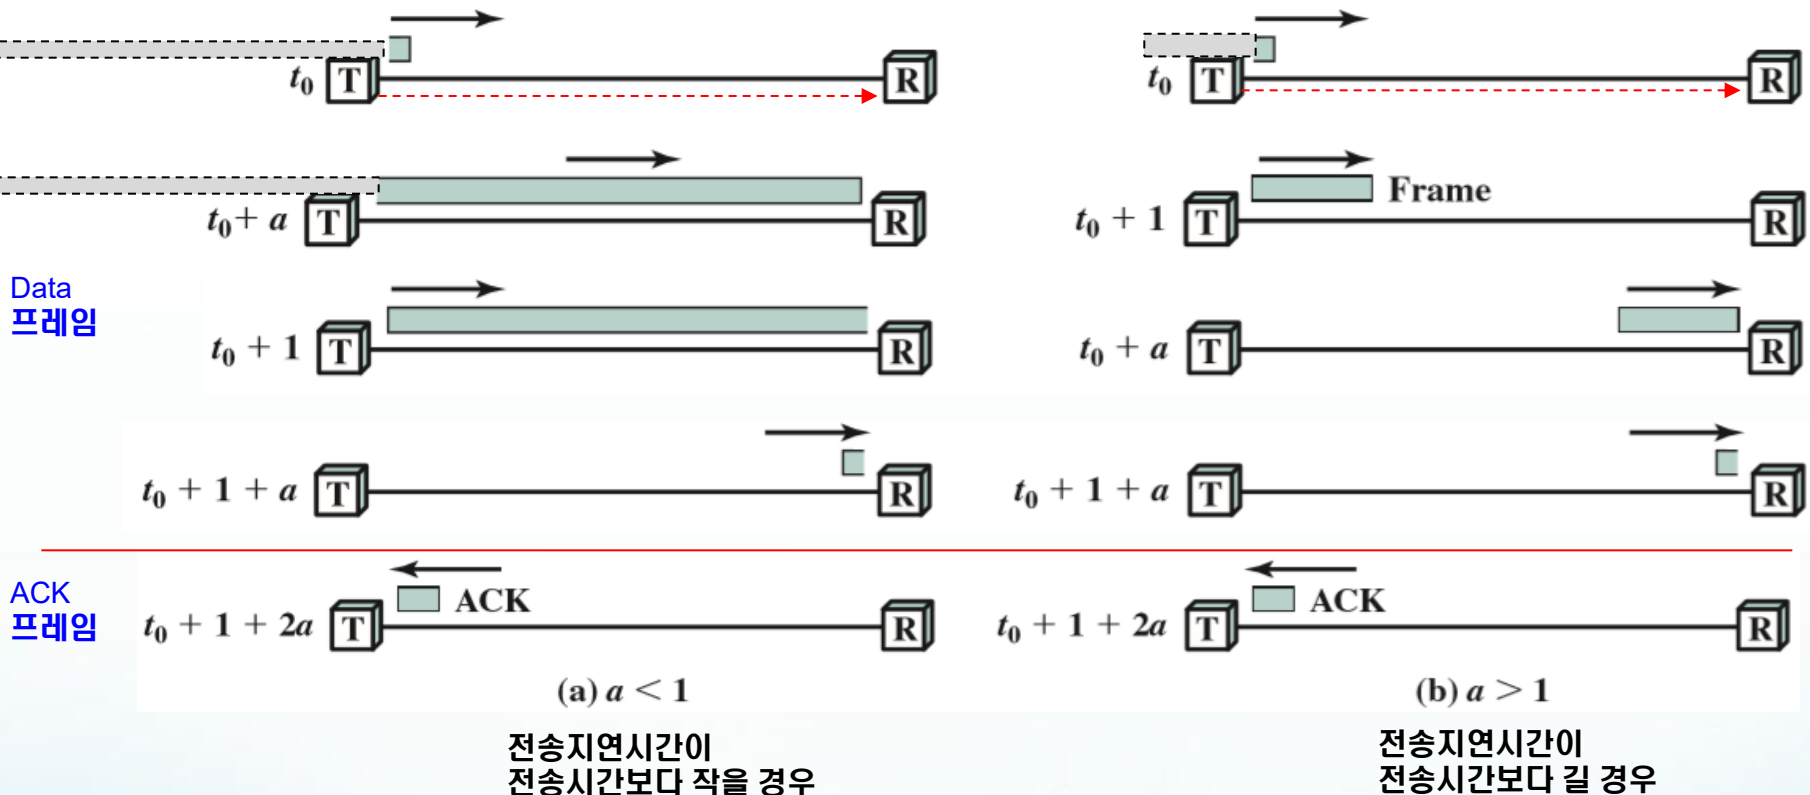 t0 T R
t0 T R
t0 + a T R
Frame
t0 + 1 T R
Data
프레임
t0 + 1 T R
t0 + a T R
t0 + 1 + a T R
t0 + 1 + a T R
ACK
프레임
ACK
t0 + 1 + 2a T R
ACK
t0 + 1 + 2a T R
(a) a < 1
(b) a > 1
전송지연시간이
전송시간보다 작을 경우
전송지연시간이
전송시간보다 길 경우